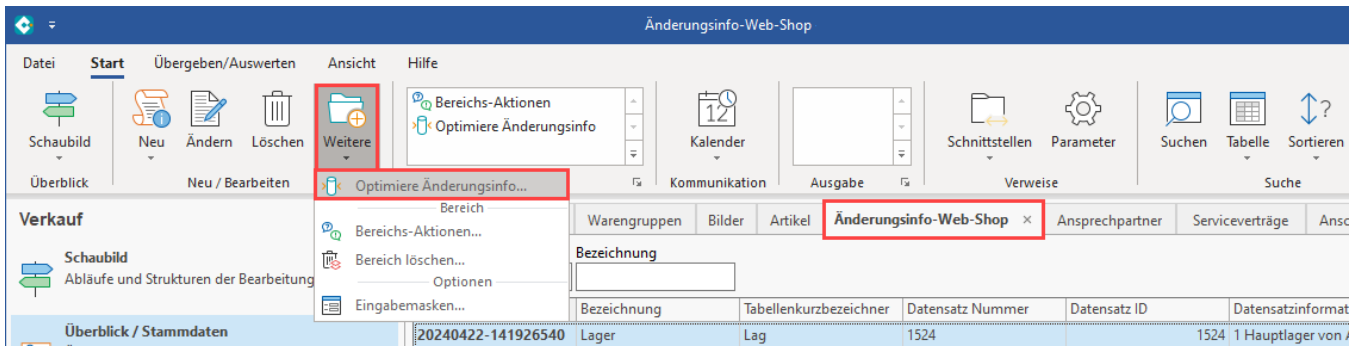 Änderungsinfo-Web-Shop
Datei Start Übergeben/Auswerten Ansicht Hilfe
Schaubild
Neu
Ändern
Löschen
Weitere
Bereichs-Aktionen
Optimiere Änderungsinfo
12
Kalender
Schnittstellen
Parameter
Suchen
Tabelle
?
Sortieren
Überblick
Neu / Bearbeiten
Kommunikation
Ausgabe
Verweise
Suche
Optimiere Änderungsinfo...
Bereich
Bereichs-Aktionen...
Bereich löschen...
Optionen
Eingabemasken...
Verkauf
Schaubild
Abläufe und Strukturen der Bearbeitung
Überblick / Stammdaten
Warengruppen Bilder Artikel Änderungsinfo-Web-Shop × Ansprechpartner Serviceverträge Ansc
Bezeichnung
Bezeichnung Tabellenkurzbezeichner Datensatz Nummer Datensatz ID Datensatzinformat
20240422-141926540 Lager Lag 1524 1524 1 Hauptlager von